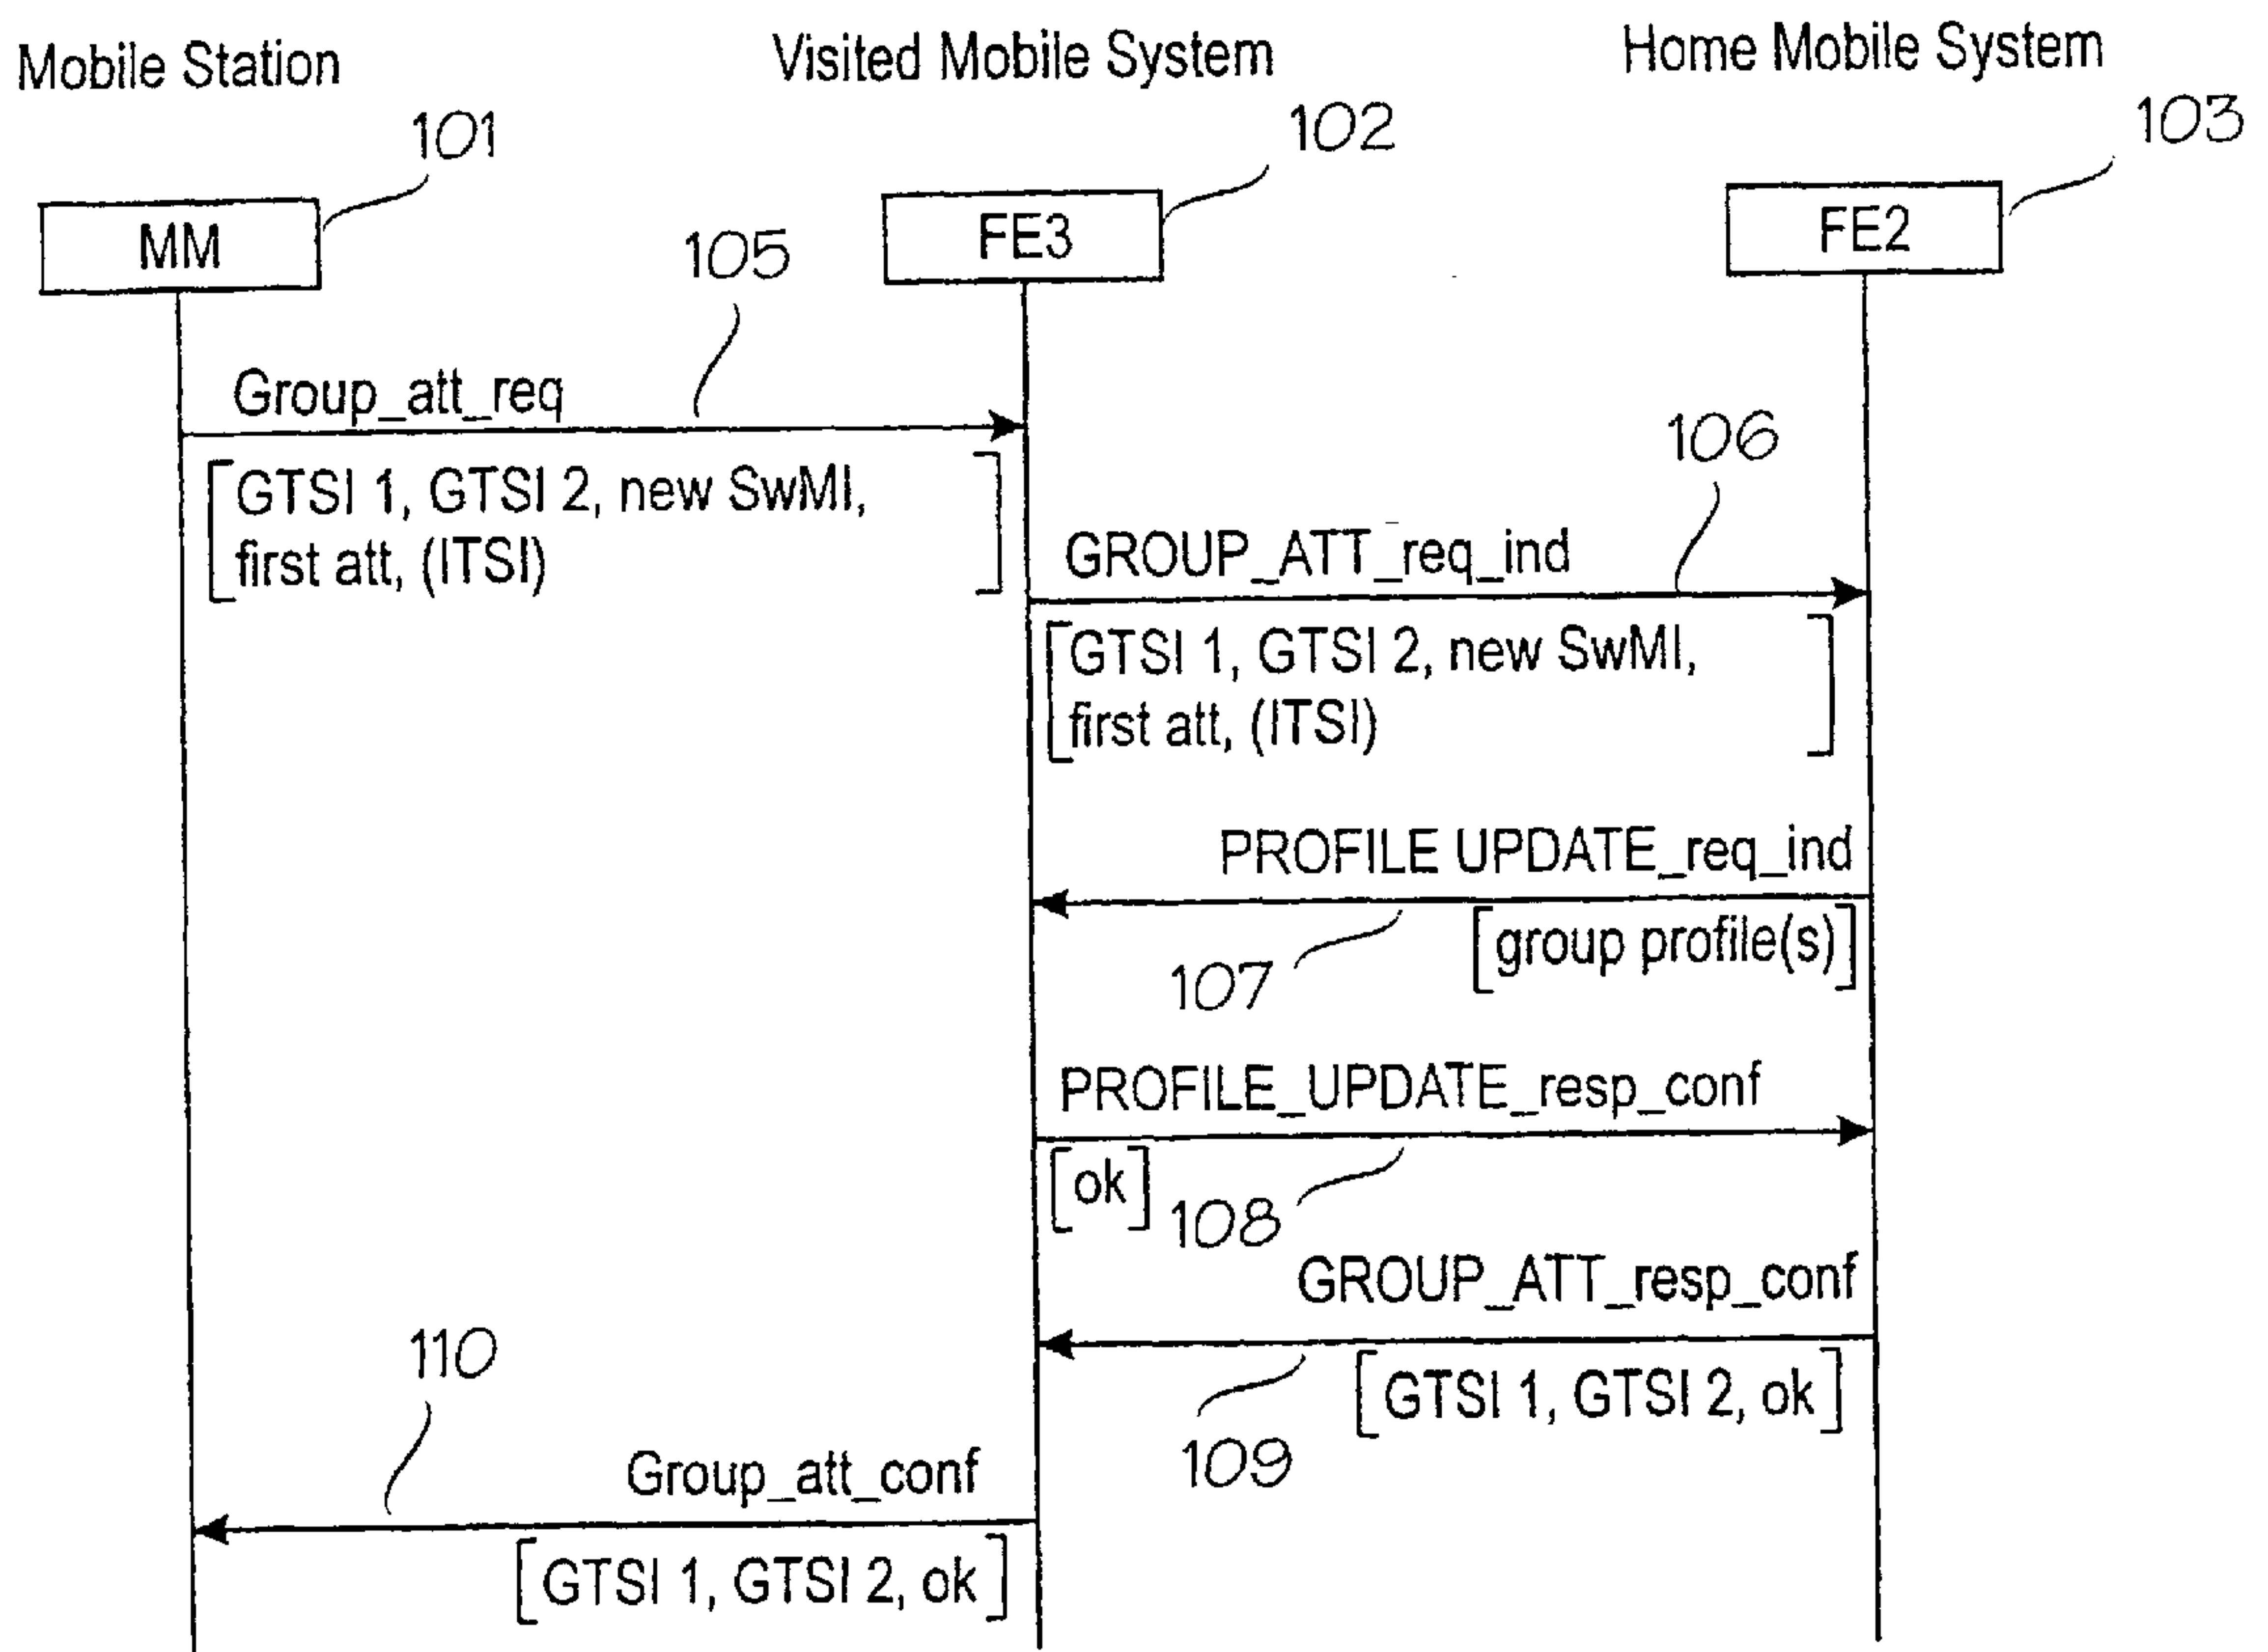 Mobile Station
Visited Mobile System
Home Mobile System
101
102
103
MM
FE3
FE2
105
Group_att_req
106
[GTSI 1, GTSI 2, new SwMI,
first att, (ITSI)]
GROUP_ATT_req_ind
[GTSI 1, GTSI 2, new SwMI,
first att, (ITSI)]
PROFILE UPDATE_req_ind
107
[group profile(s)]
PROFILE_UPDATE_resp_conf
[ok]
108
GROUP_ATT_resp_conf
110
[GTSI 1, GTSI 2, ok]
109
Group_att_conf
[GTSI 1, GTSI 2, ok]